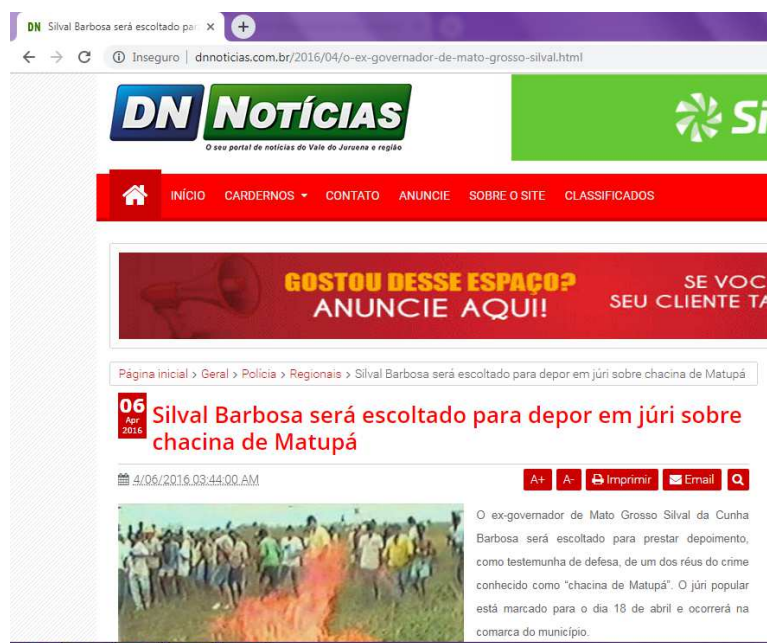 DN Silval Barbosa será escoltado pa
Inseguro | dnnoticias.com.br/2016/04/o-ex-governador-de-mato-grosso-silval.html
DN NOTÍCIAS
O seu portal de notícias do Vale do Juruena e região
Si
INÍCIO CARDERNOS CONTATO ANUNCIE SOBRE O SITE CLASSIFICADOS
GOSTOU DESSE ESPAÇO? SE VOC
ANUNCIE AQUI! SEU CLIENTE TA
Página inicial > Geral > Polícia > Regionais > Silval Barbosa será escoltado para depor em júri sobre chacina de Matupá
06
Apr
2016
Silval Barbosa será escoltado para depor em júri sobre
chacina de Matupá
4/06/2016 03:44:00 AM A+ A- Imprimir Email
O ex-governador de Mato Grosso Silval da Cunha
Barbosa será escoltado para prestar depoimento,
como testemunha de defesa, de um dos réus do crime
conhecido como “chacina de Matupá”. O júri popular
está marcado para o dia 18 de abril e ocorrerá na
comarca do município.